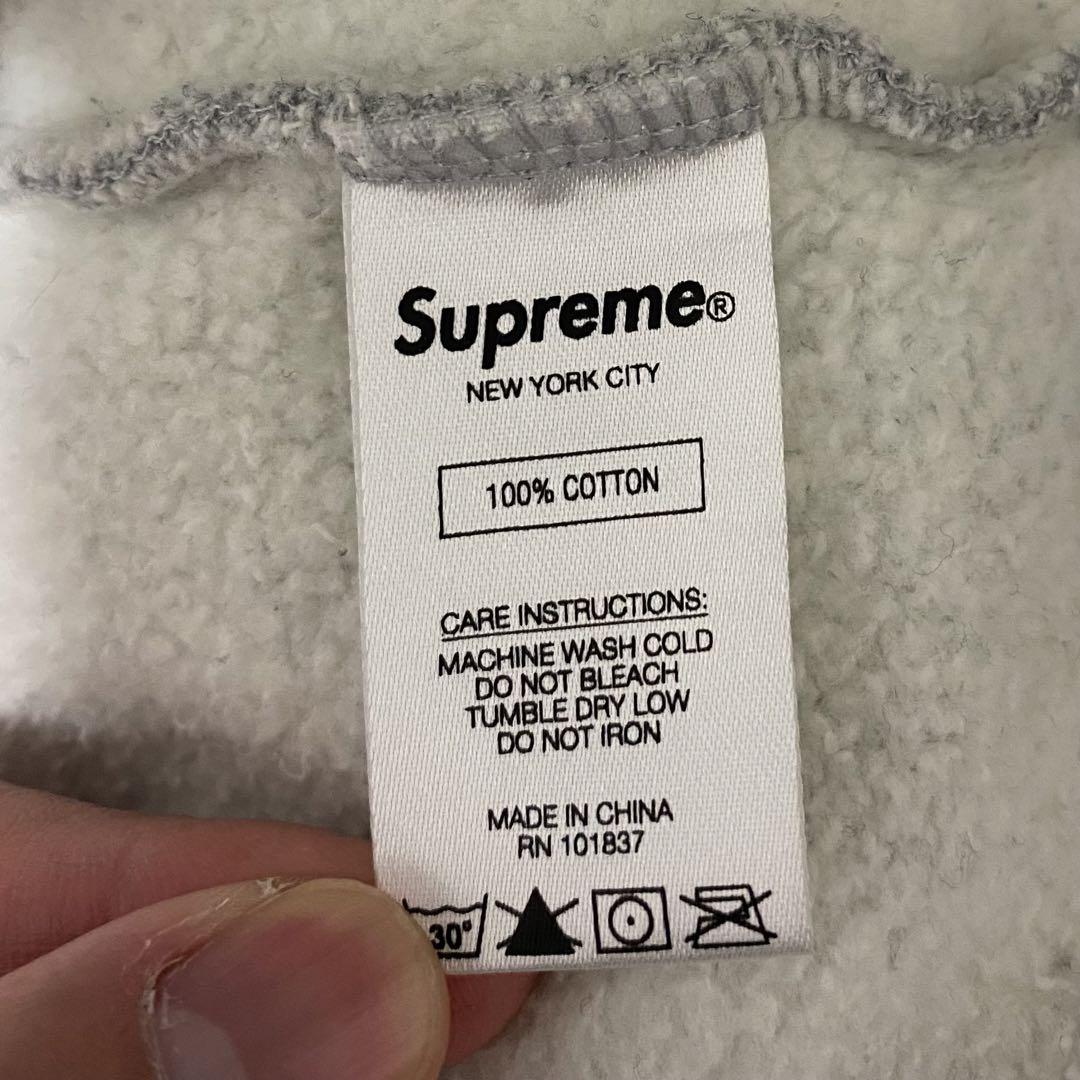 Supreme®
NEW YORK CITY
100% COTTON
CARE INSTRUCTIONS:
MACHINE WASH COLD
DO NOT BLEACH
TUMBLE DRY LOW
DO NOT IRON
MADE IN CHINA
RN 101837
30°